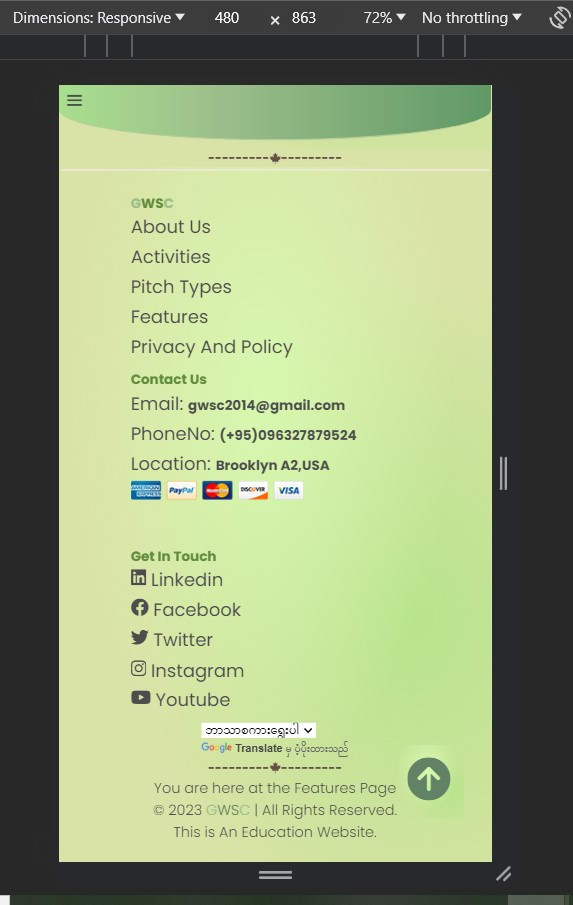 Dimensions: Responsive 480 × 863 72% No throttling
---------🍁---------
GWSC
About Us
Activities
Pitch Types
Features
Privacy And Policy
Contact Us
Email: gwsc2014@gmail.com
PhoneNo: (+95)096327879524
Location: Brooklyn A2,USA
AMERICAN EXPRESS PayPal MasterCard DISCOVER VISA
Get In Touch
Linkedin
Facebook
Twitter
Instagram
Youtube
ဘာသာစကားရွေးပါ
Google Translate မှ ပံ့ပိုးထားသည်
---------🍁---------
You are here at the Features Page
© 2023 GWSC | All Rights Reserved.
This is An Education Website.